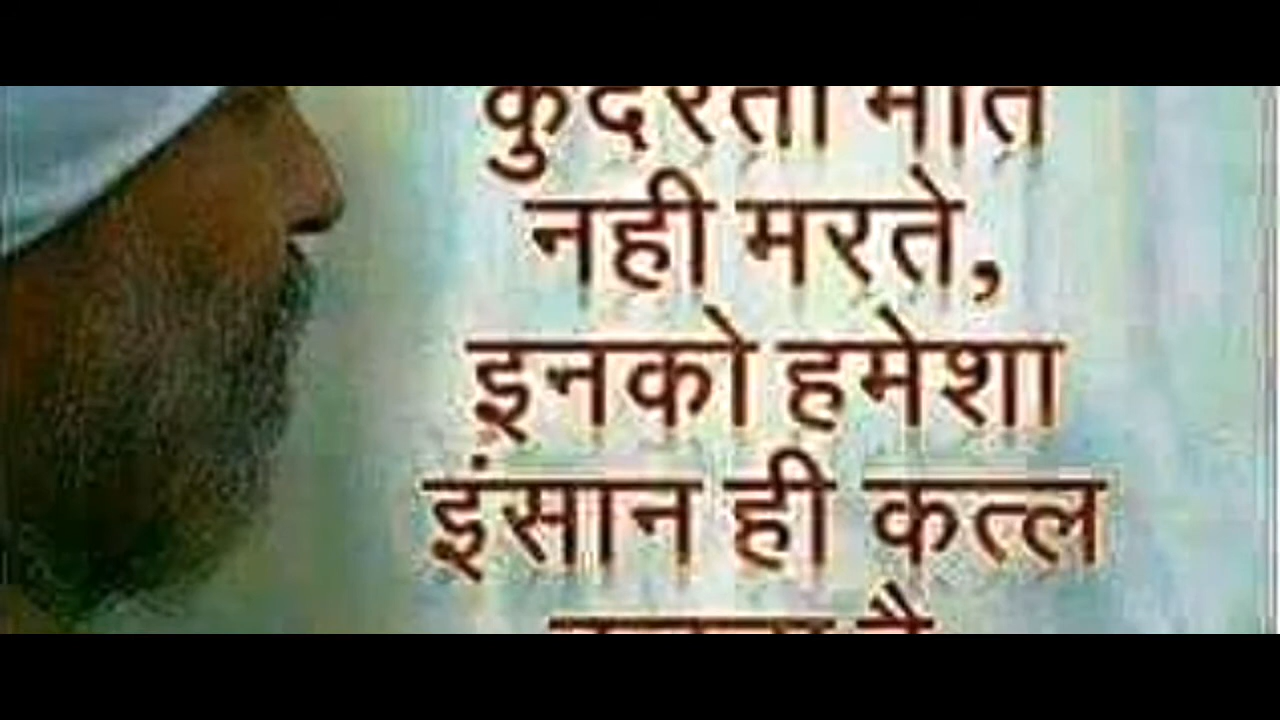 कुदरती मौत
नही मरते,
इनको हमेशा
इंसान ही कत्ल